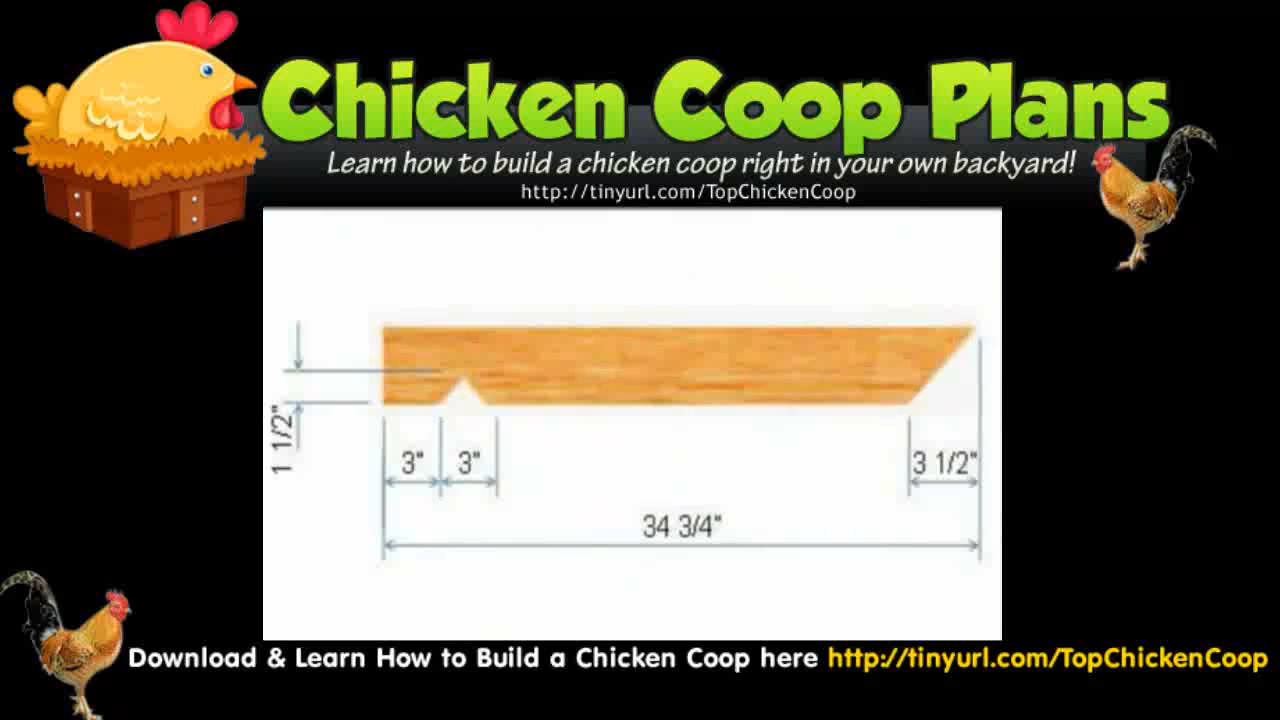 Chicken Coop Plans
Learn how to build a chicken coop right in your own backyard!
http://tinyurl.com/TopChickenCoop
1 1/2"
3"
3"
3 1/2"
34 3/4"
Download & Learn How to Build a Chicken Coop here http://tinyurl.com/TopChickenCoop